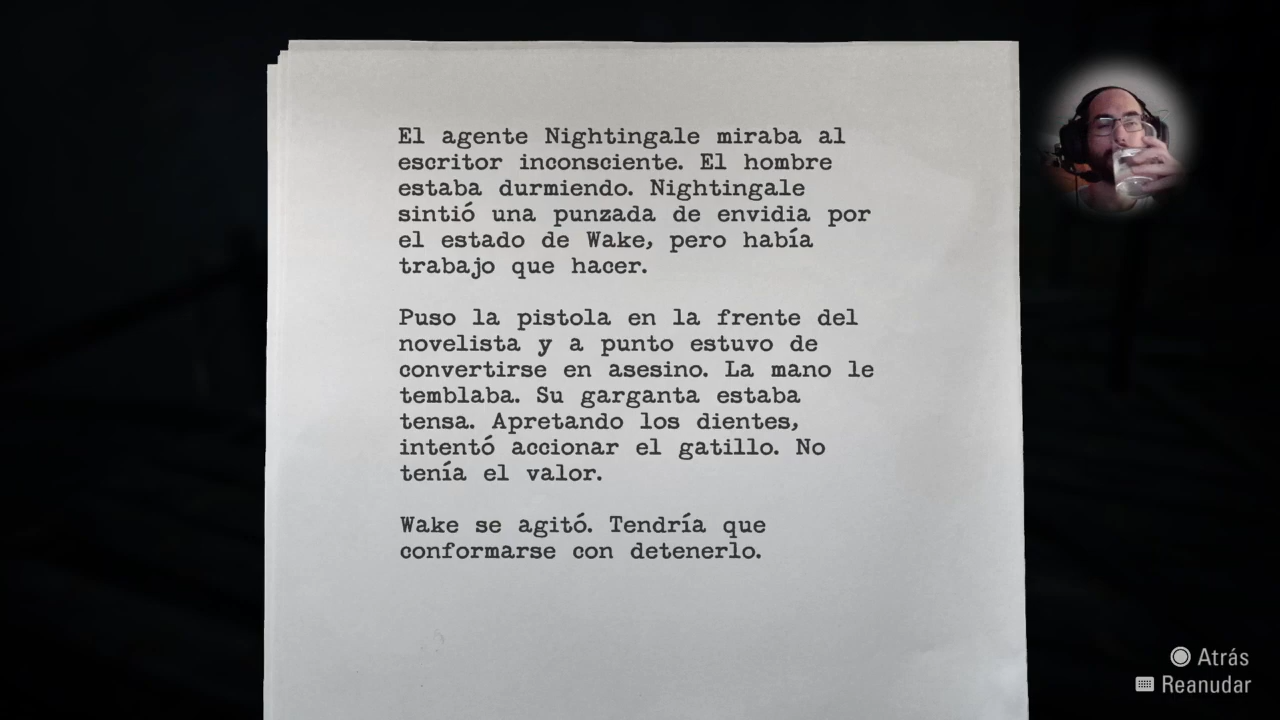 El agente Nightingale miraba al
escritor inconsciente. El hombre
estaba durmiendo. Nightingale
sintió una punzada de envidia por
el estado de Wake, pero había
trabajo que hacer.
Puso la pistola en la frente del
novelista y a punto estuvo de
convertirse en asesino. La mano le
temblaba. Su garganta estaba
tensa. Apretando los dientes,
intentó accionar el gatillo. No
tenía el valor.
Wake se agitó. Tendría que
conformarse con detenerlo.
Atrás
Reanudar